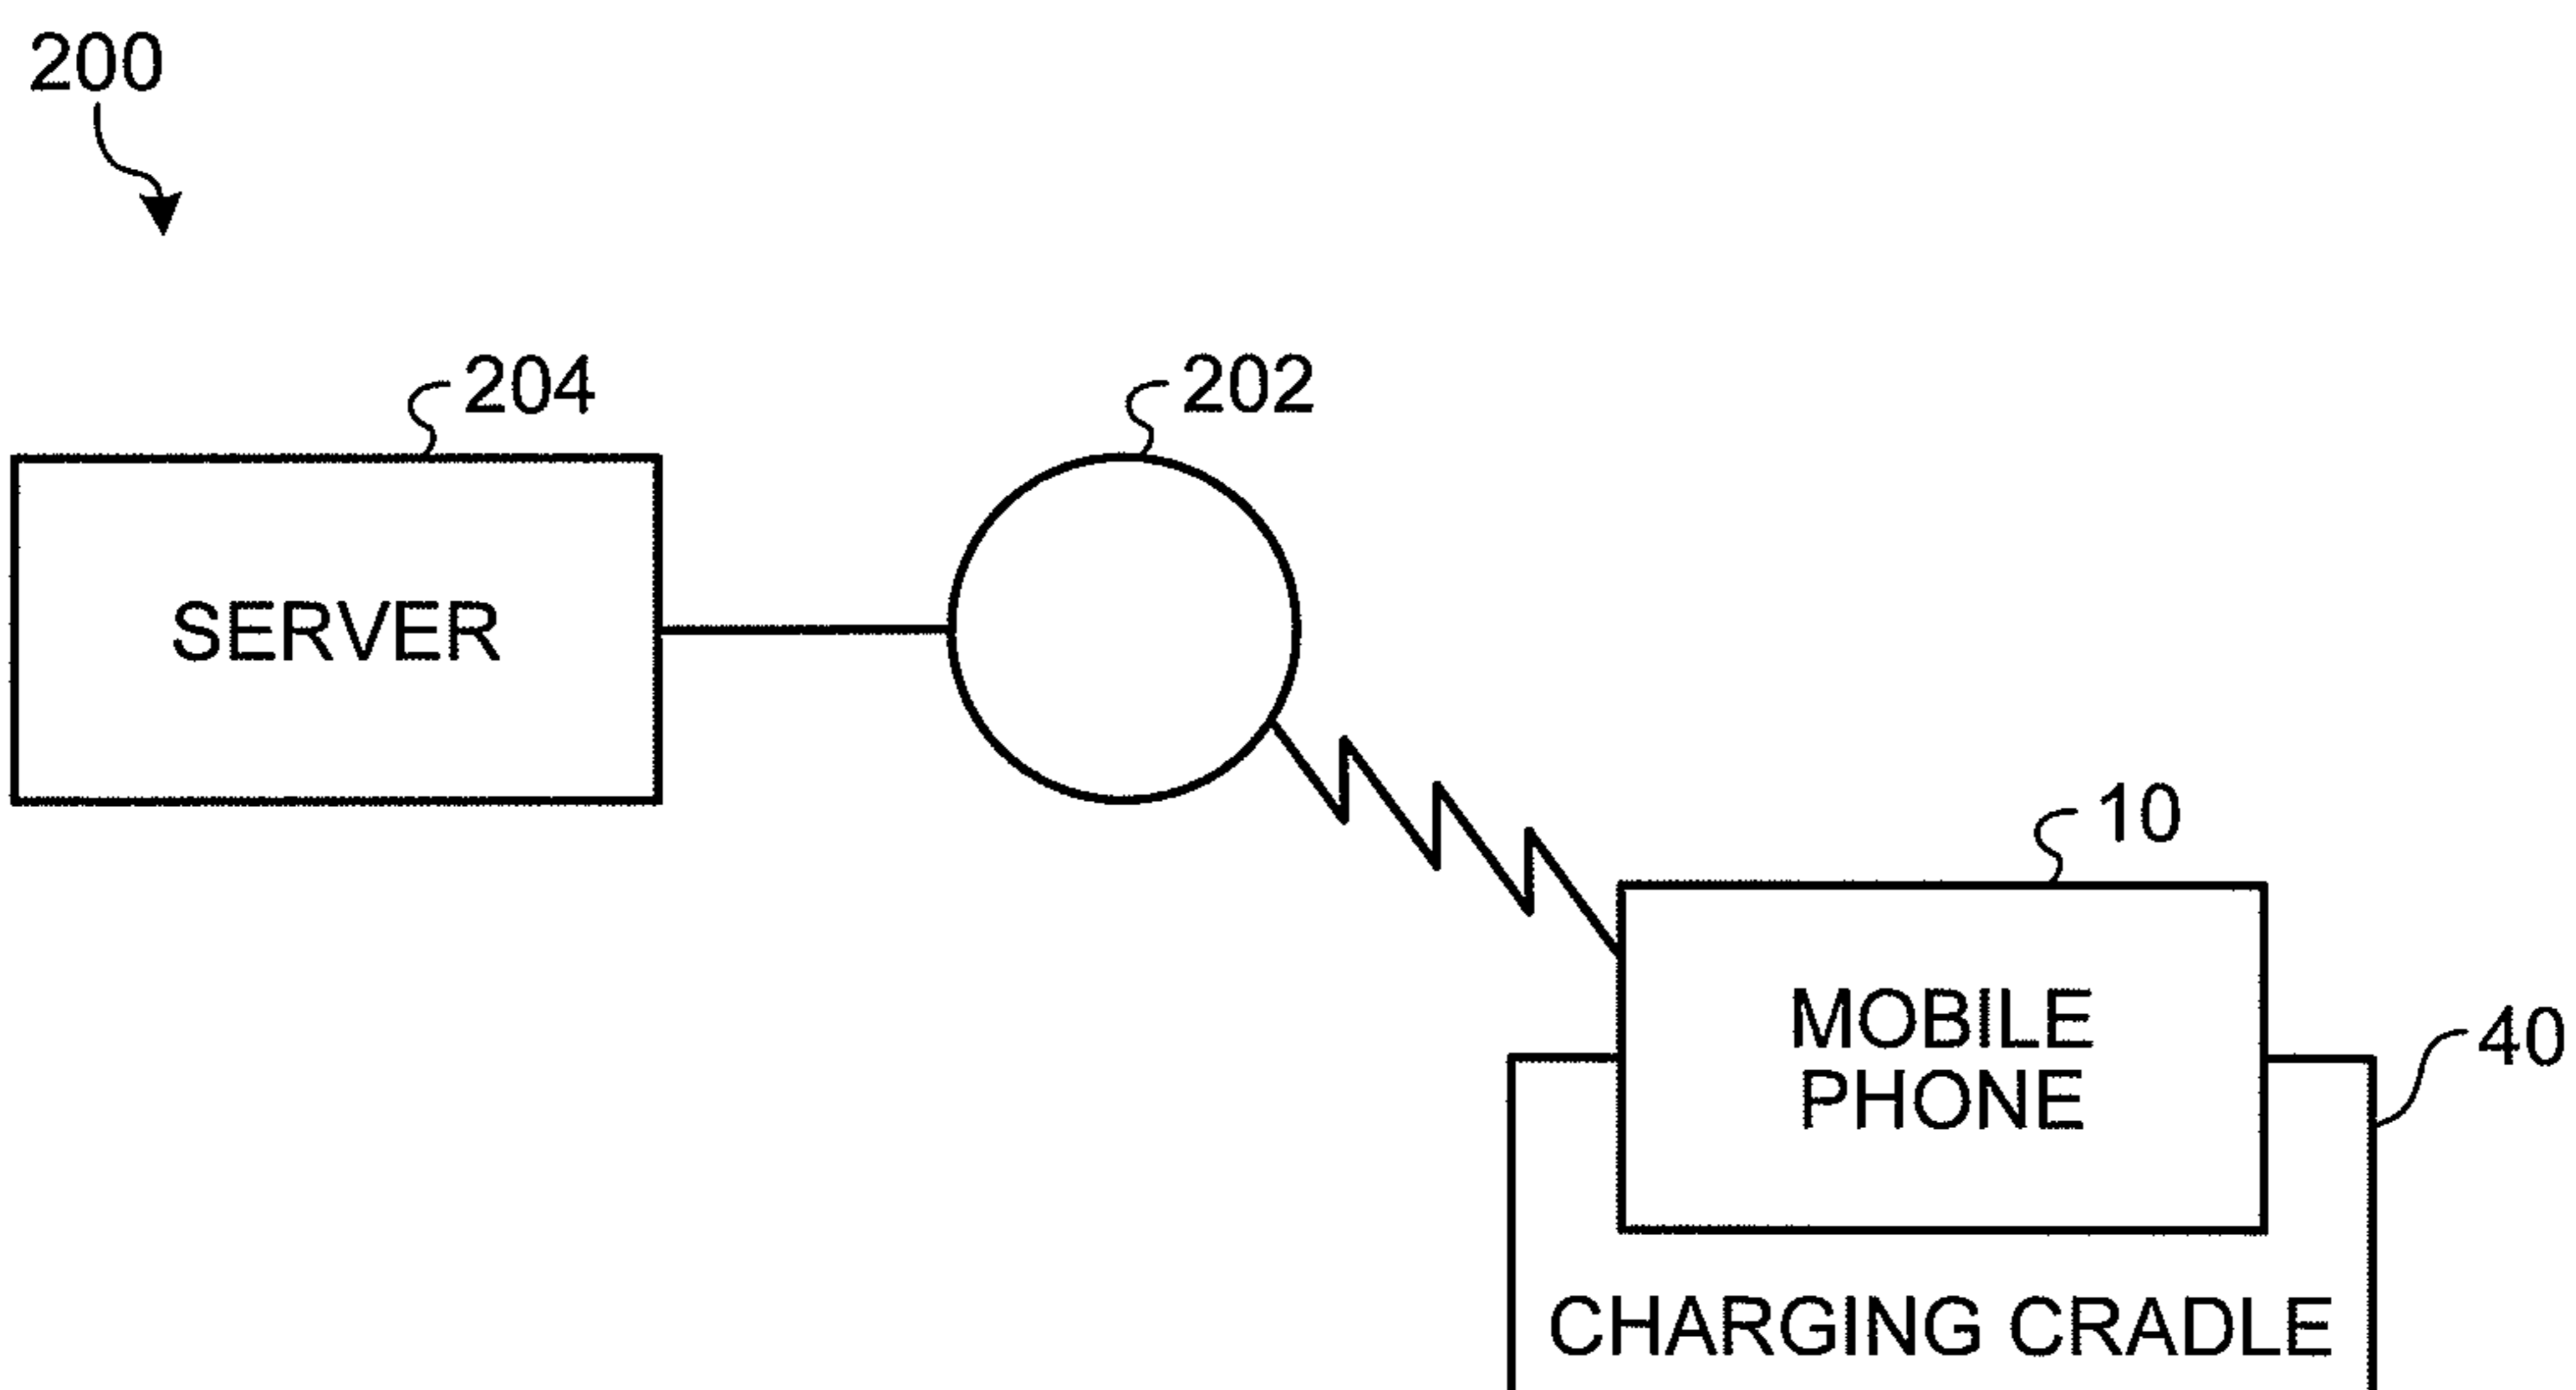 200
204
202
SERVER
10
MOBILE
PHONE
40
CHARGING CRADLE